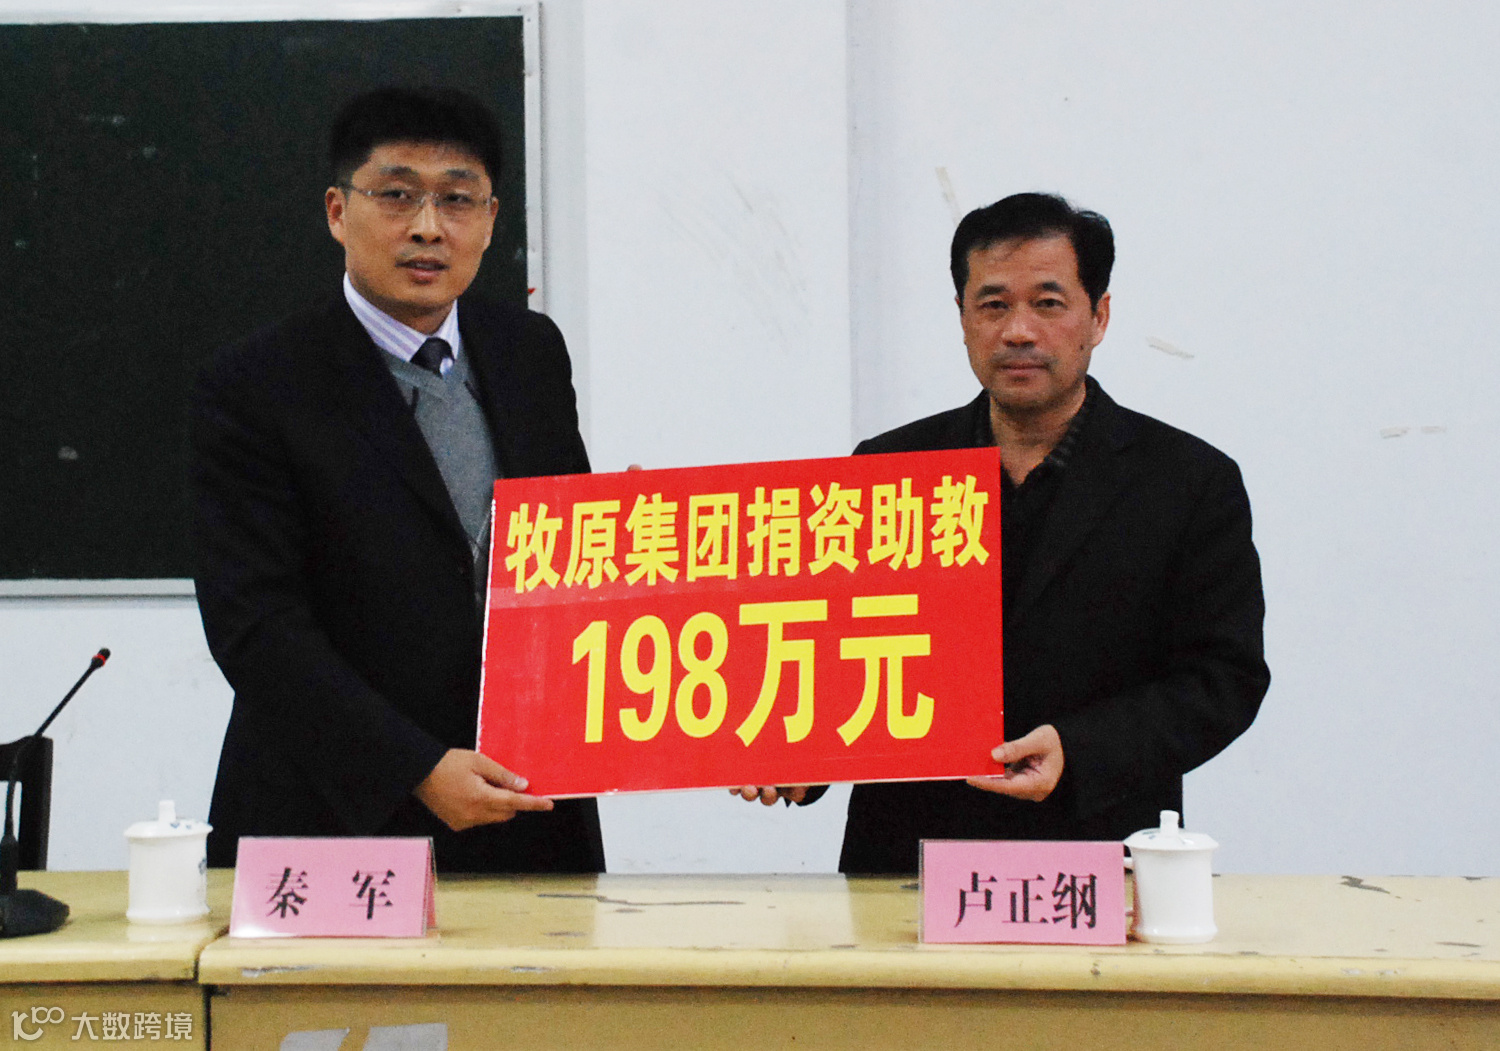 牧原集团捐资助教
198万元
秦 军
卢正纲
大数跨境